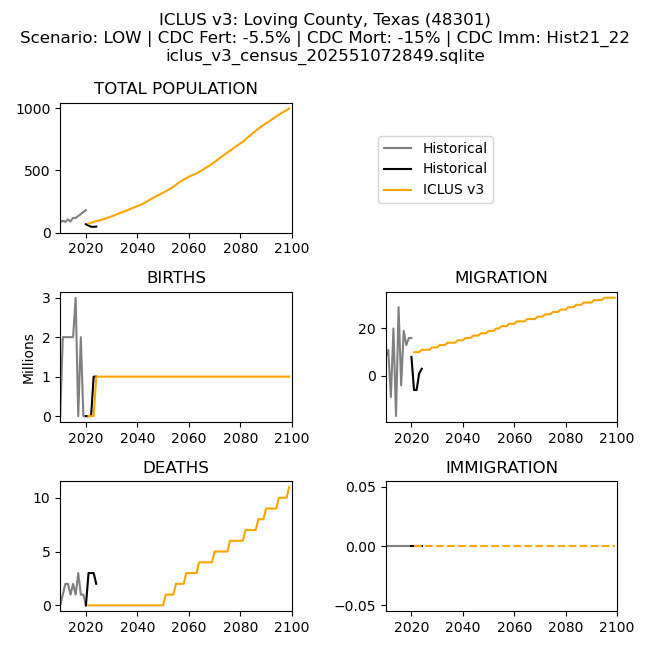 ICLUS v3: Loving County, Texas (48301)
Scenario: LOW | CDC Fert: -5.5% | CDC Mort: -15% | CDC Imm: Hist21_22
iclus_v3_census_202551072849.sqlite
TOTAL POPULATION
1000
500
0
2020 2040 2060 2080 2100
Historical
Historical
ICLUS v3
BIRTHS
Millions
3
2
1
0
2020 2040 2060 2080 2100
MIGRATION
20
0
2020 2040 2060 2080 2100
DEATHS
10
5
0
2020 2040 2060 2080 2100
IMMIGRATION
0.05
0.00
−0.05
2020 2040 2060 2080 2100